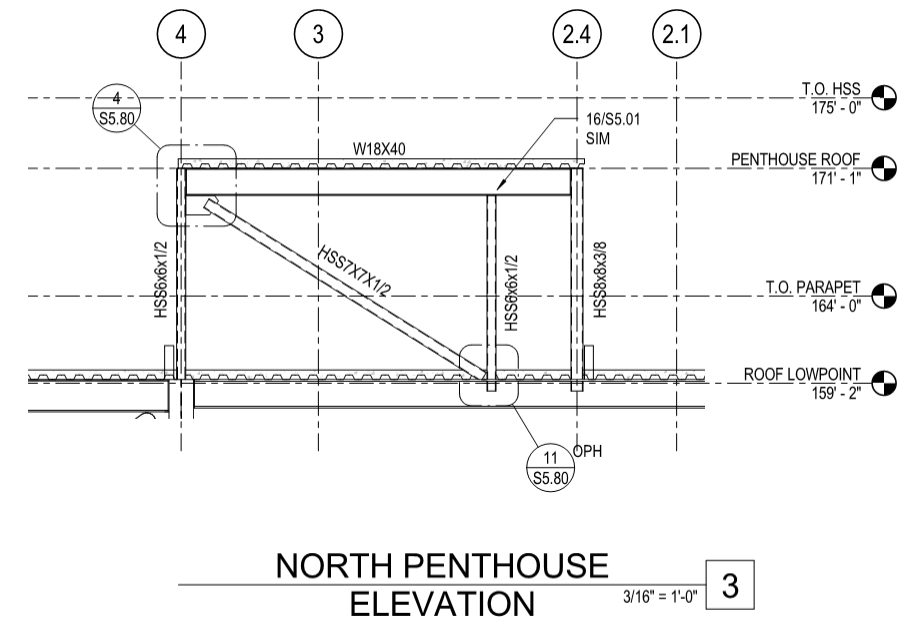 4
3
2.4
2.1
T.O. HSS
175' - 0"
4
S5.80
16/S5.01
SIM
W18X40
PENTHOUSE ROOF
171' - 1"
HSS6x6x1/2
HSS7X7X1/2
HSS6x6x1/2
HSS8x8x3/8
T.O. PARAPET
164' - 0"
ROOF LOWPOINT
159' - 2"
11
S5.80
OPH
NORTH PENTHOUSE
ELEVATION
3/16" = 1'-0"
3